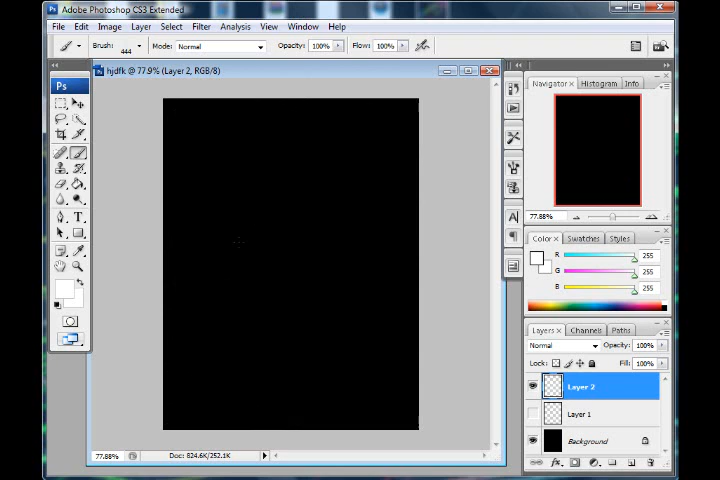 Adobe Photoshop CS3 Extended
File Edit Image Layer Select Filter Analysis View Window Help
Brush: 444 Mode: Normal Opacity: 100% Flow: 100%
hjdfk @ 77.9% (Layer 2, RGB/8)
Ps
T
77.88% Doc: 824.6K/252.1K
A
Navigator × Histogram Info
77.88%
Color × Swatches Styles
R 255
G 255
B 255
Layers × Channels Paths
Normal Opacity: 100%
Lock: Fill: 100%
Layer 2
Layer 1
Background